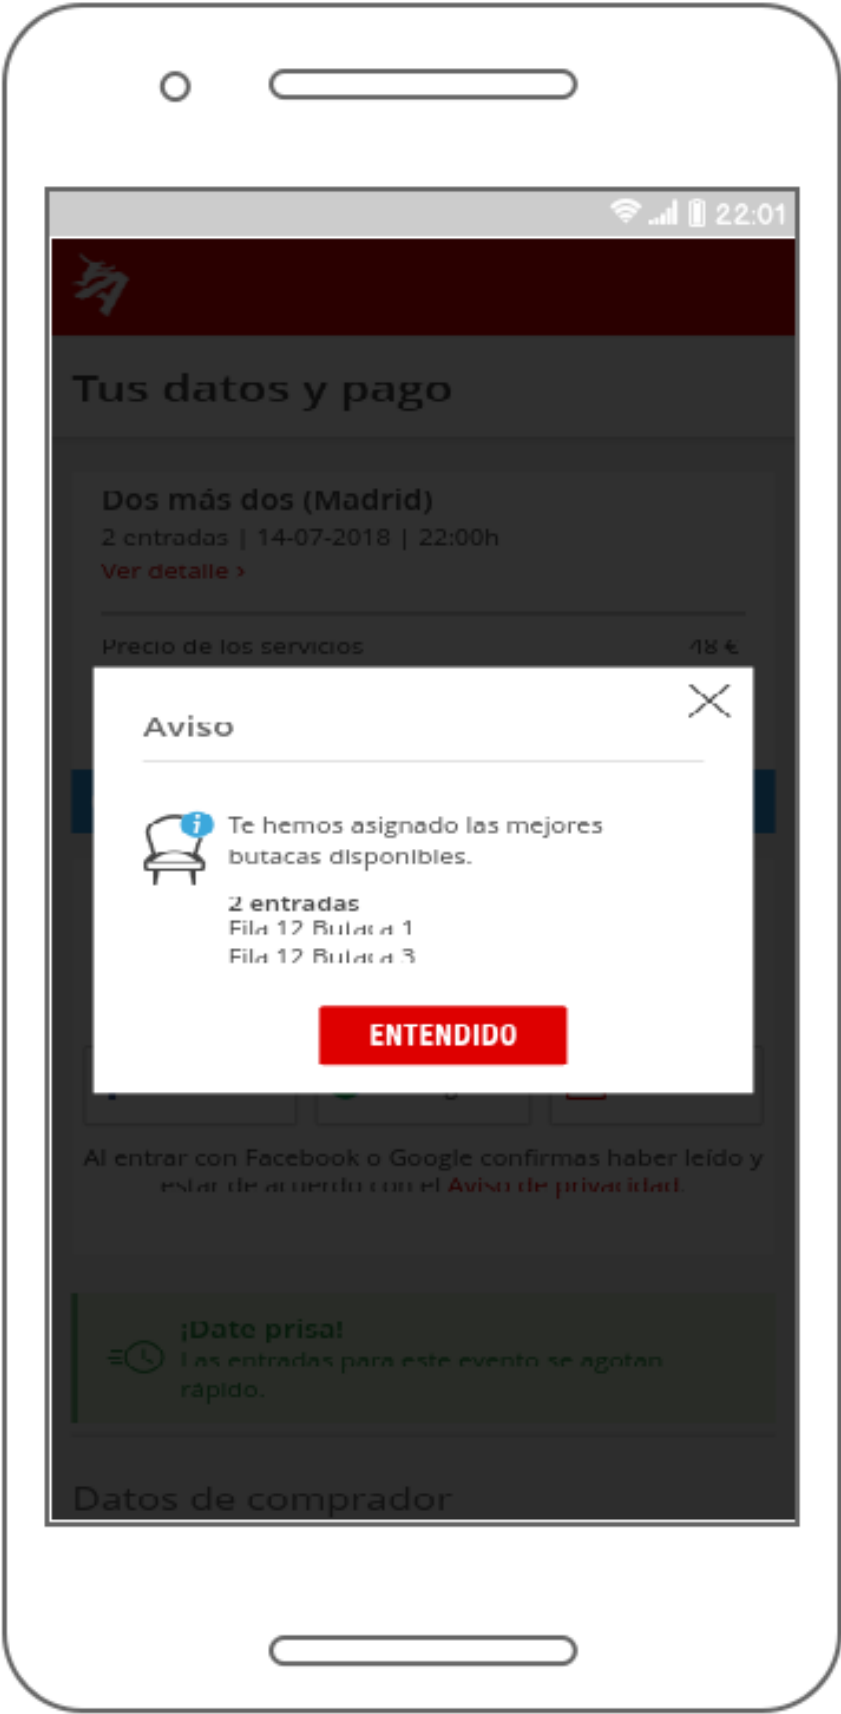 22:01
Tus datos y pago
Dos más dos (Madrid)
2 entradas | 14-07-2018 | 22:00h
Ver detalle >
Precio de los servicios 48 €
Aviso
Te hemos asignado las mejores
butacas disponibles.
2 entradas
Fila 12 Butaca 1
Fila 12 Butaca 3
ENTENDIDO
Al entrar con Facebook o Google confirmas haber leído y
estar de acuerdo con el Aviso de privacidad.
¡Date prisa!
Las entradas para este evento se agotan
rápido.
Datos de comprador